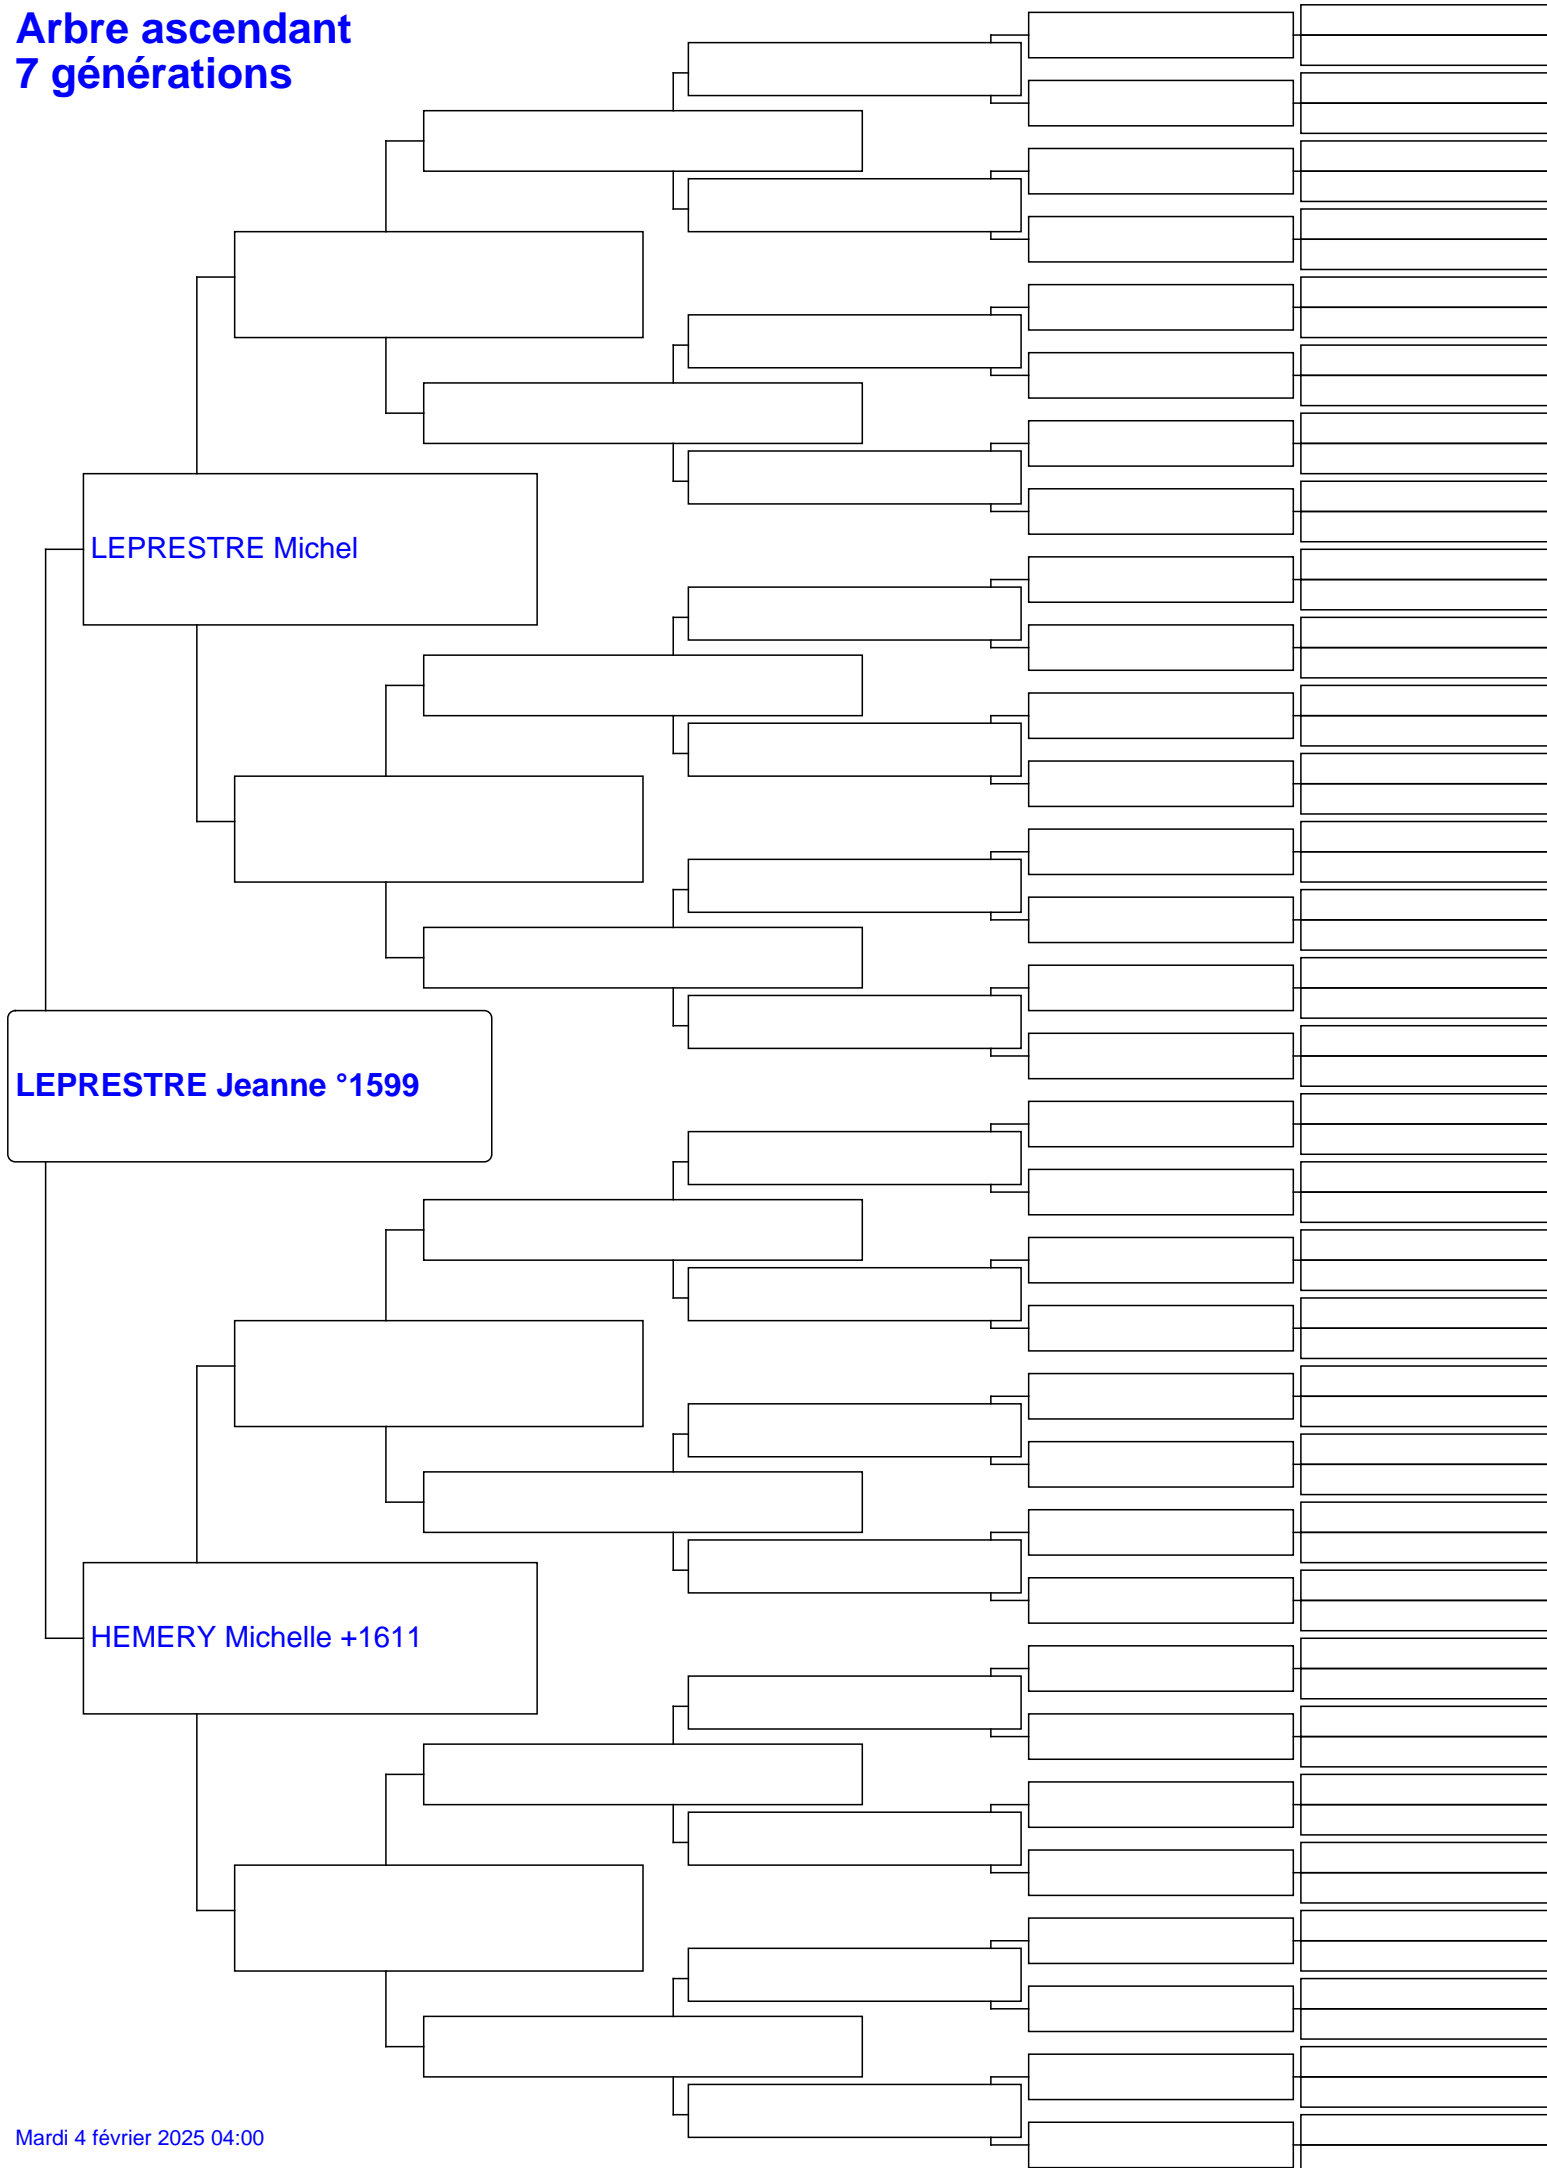 Arbre ascendant
7 générations
LEPRESTRE Michel
LEPRESTRE Jeanne °1599
HEMERY Michelle +1611
Mardi 4 février 2025 04:00